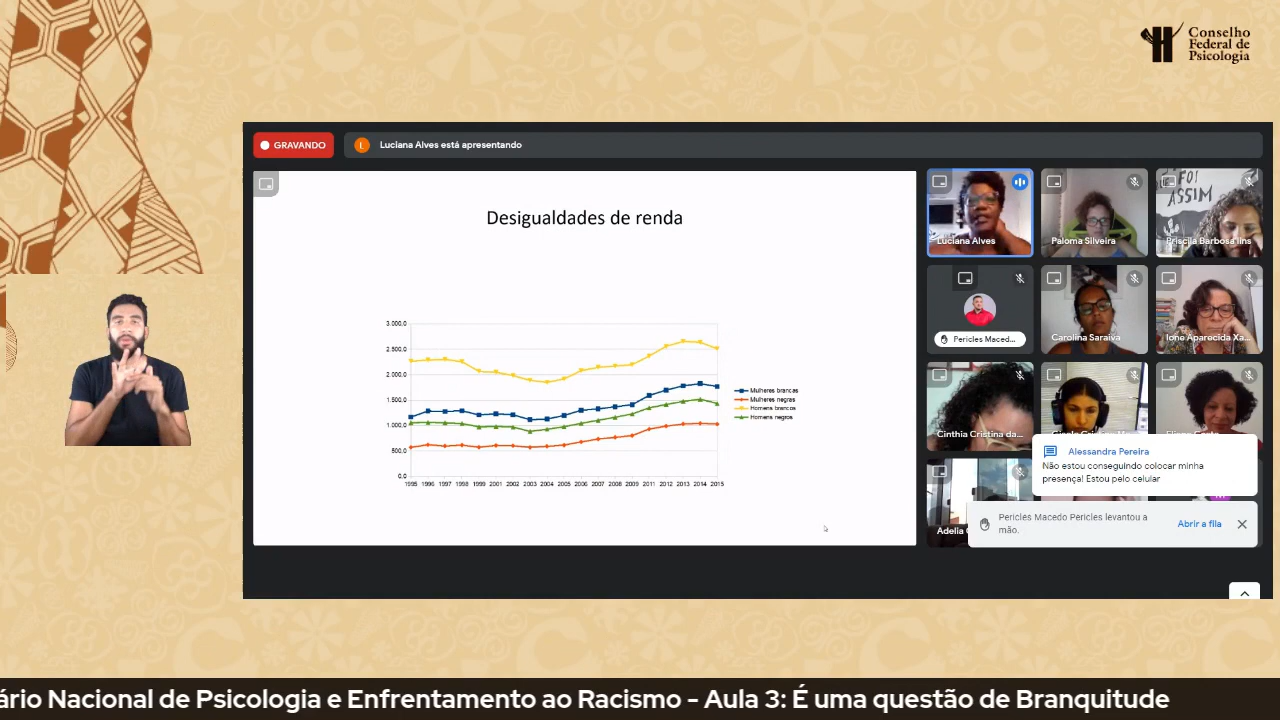 Conselho
Federal de
Psicologia
GRAVANDO
L
Luciana Alves está apresentando
Desigualdades de renda
3.000.0
2.500.0
2.000.0
1.500.0
1.000.0
500.0
0.0
1995 1996 1997 1998 1999 2001 2002 2003 2004 2005 2006 2007 2008 2009 2011 2012 2013 2014 2015
Mulheres brancas
Mulheres negras
Homens brancos
Homens negros
FOI
ASSIM
Luciana Alves
Paloma Silveira
Priscila Barbosa lins
Pericles Maced...
Carolina Saraiva
Ione Aparecida Xa...
Cinthia Cristina da...
Adelia
Alessandra Pereira
Não estou conseguindo colocar minha
presença! Estou pelo celular
Pericles Macedo Pericles levantou a
mão.
Abrir a fila
ário Nacional de Psicologia e Enfrentamento ao Racismo - Aula 3: É uma questão de Branquitude